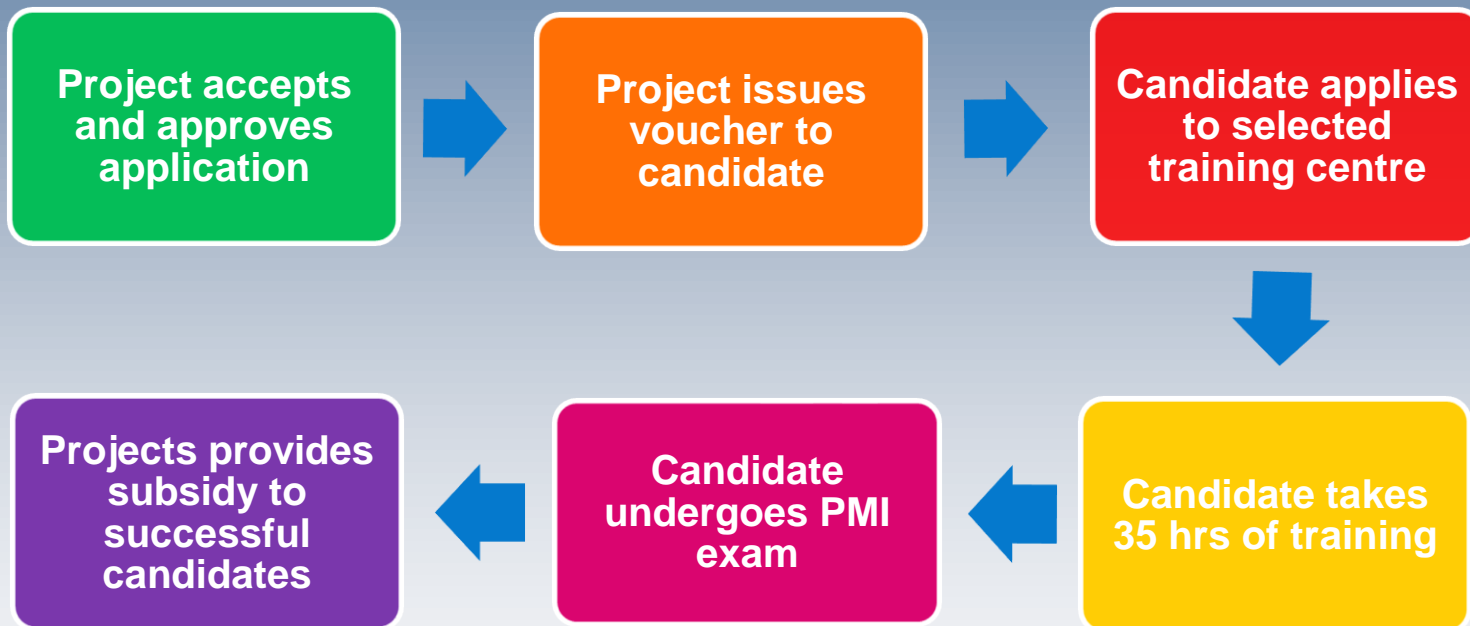 Project accepts
and approves
application
Project issues
voucher to
candidate
Candidate applies
to selected
training centre
Candidate takes
35 hrs of training
Candidate
undergoes PMI
exam
Projects provides
subsidy to
successful
candidates